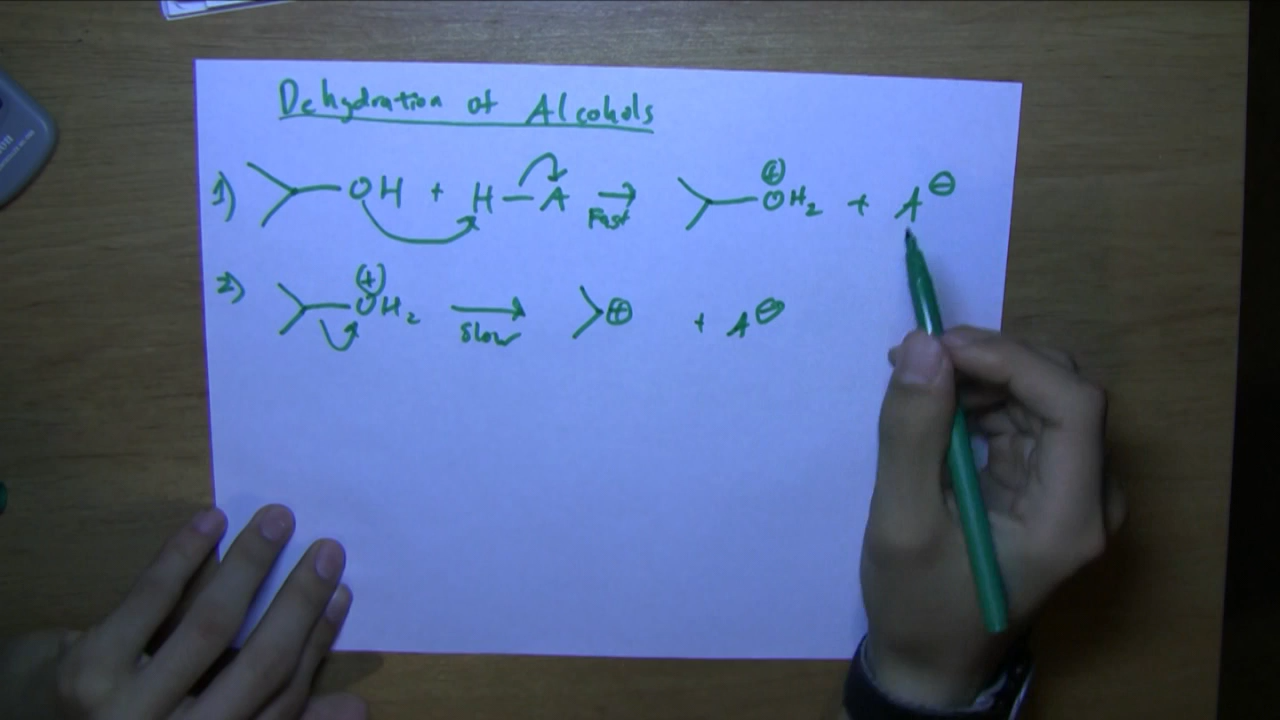 Dehydration of Alcohols
1) OH + H—A → Fast ⊕ OH₂ + A⊖
2) ⊕ OH₂ → Slow ⊕ + A⊖